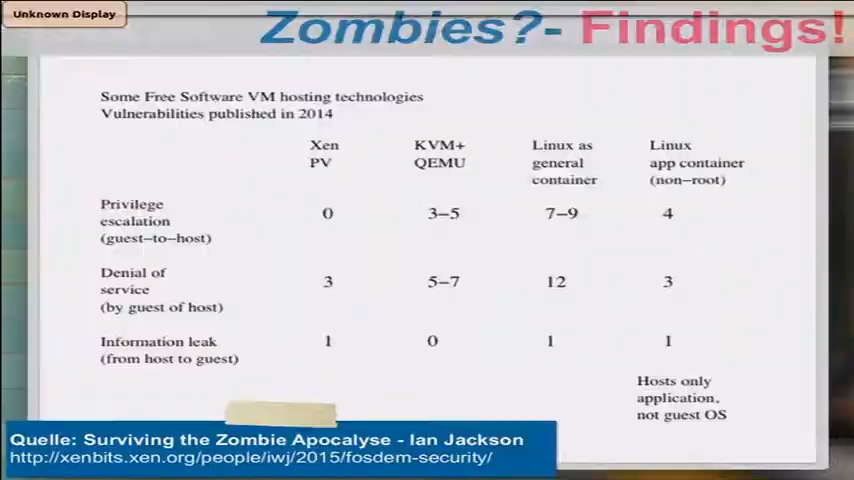 Unknown Display
Zombies?- Findings!
Some Free Software VM hosting technologies
Vulnerabilities published in 2014
Xen PV
KVM+ QEMU
Linux as general container
Linux app container (non-root)
Privilege escalation (guest-to-host)
0 3-5 7-9 4
Denial of service (by guest of host)
3 5-7 12 3
Information leak (from host to guest)
1 0 1 1
Hosts only
application,
not guest OS
Quelle: Surviving the Zombie Apocalyse - Ian Jackson
http://xenbits.xen.org/people/iwj/2015/fosdem-security/